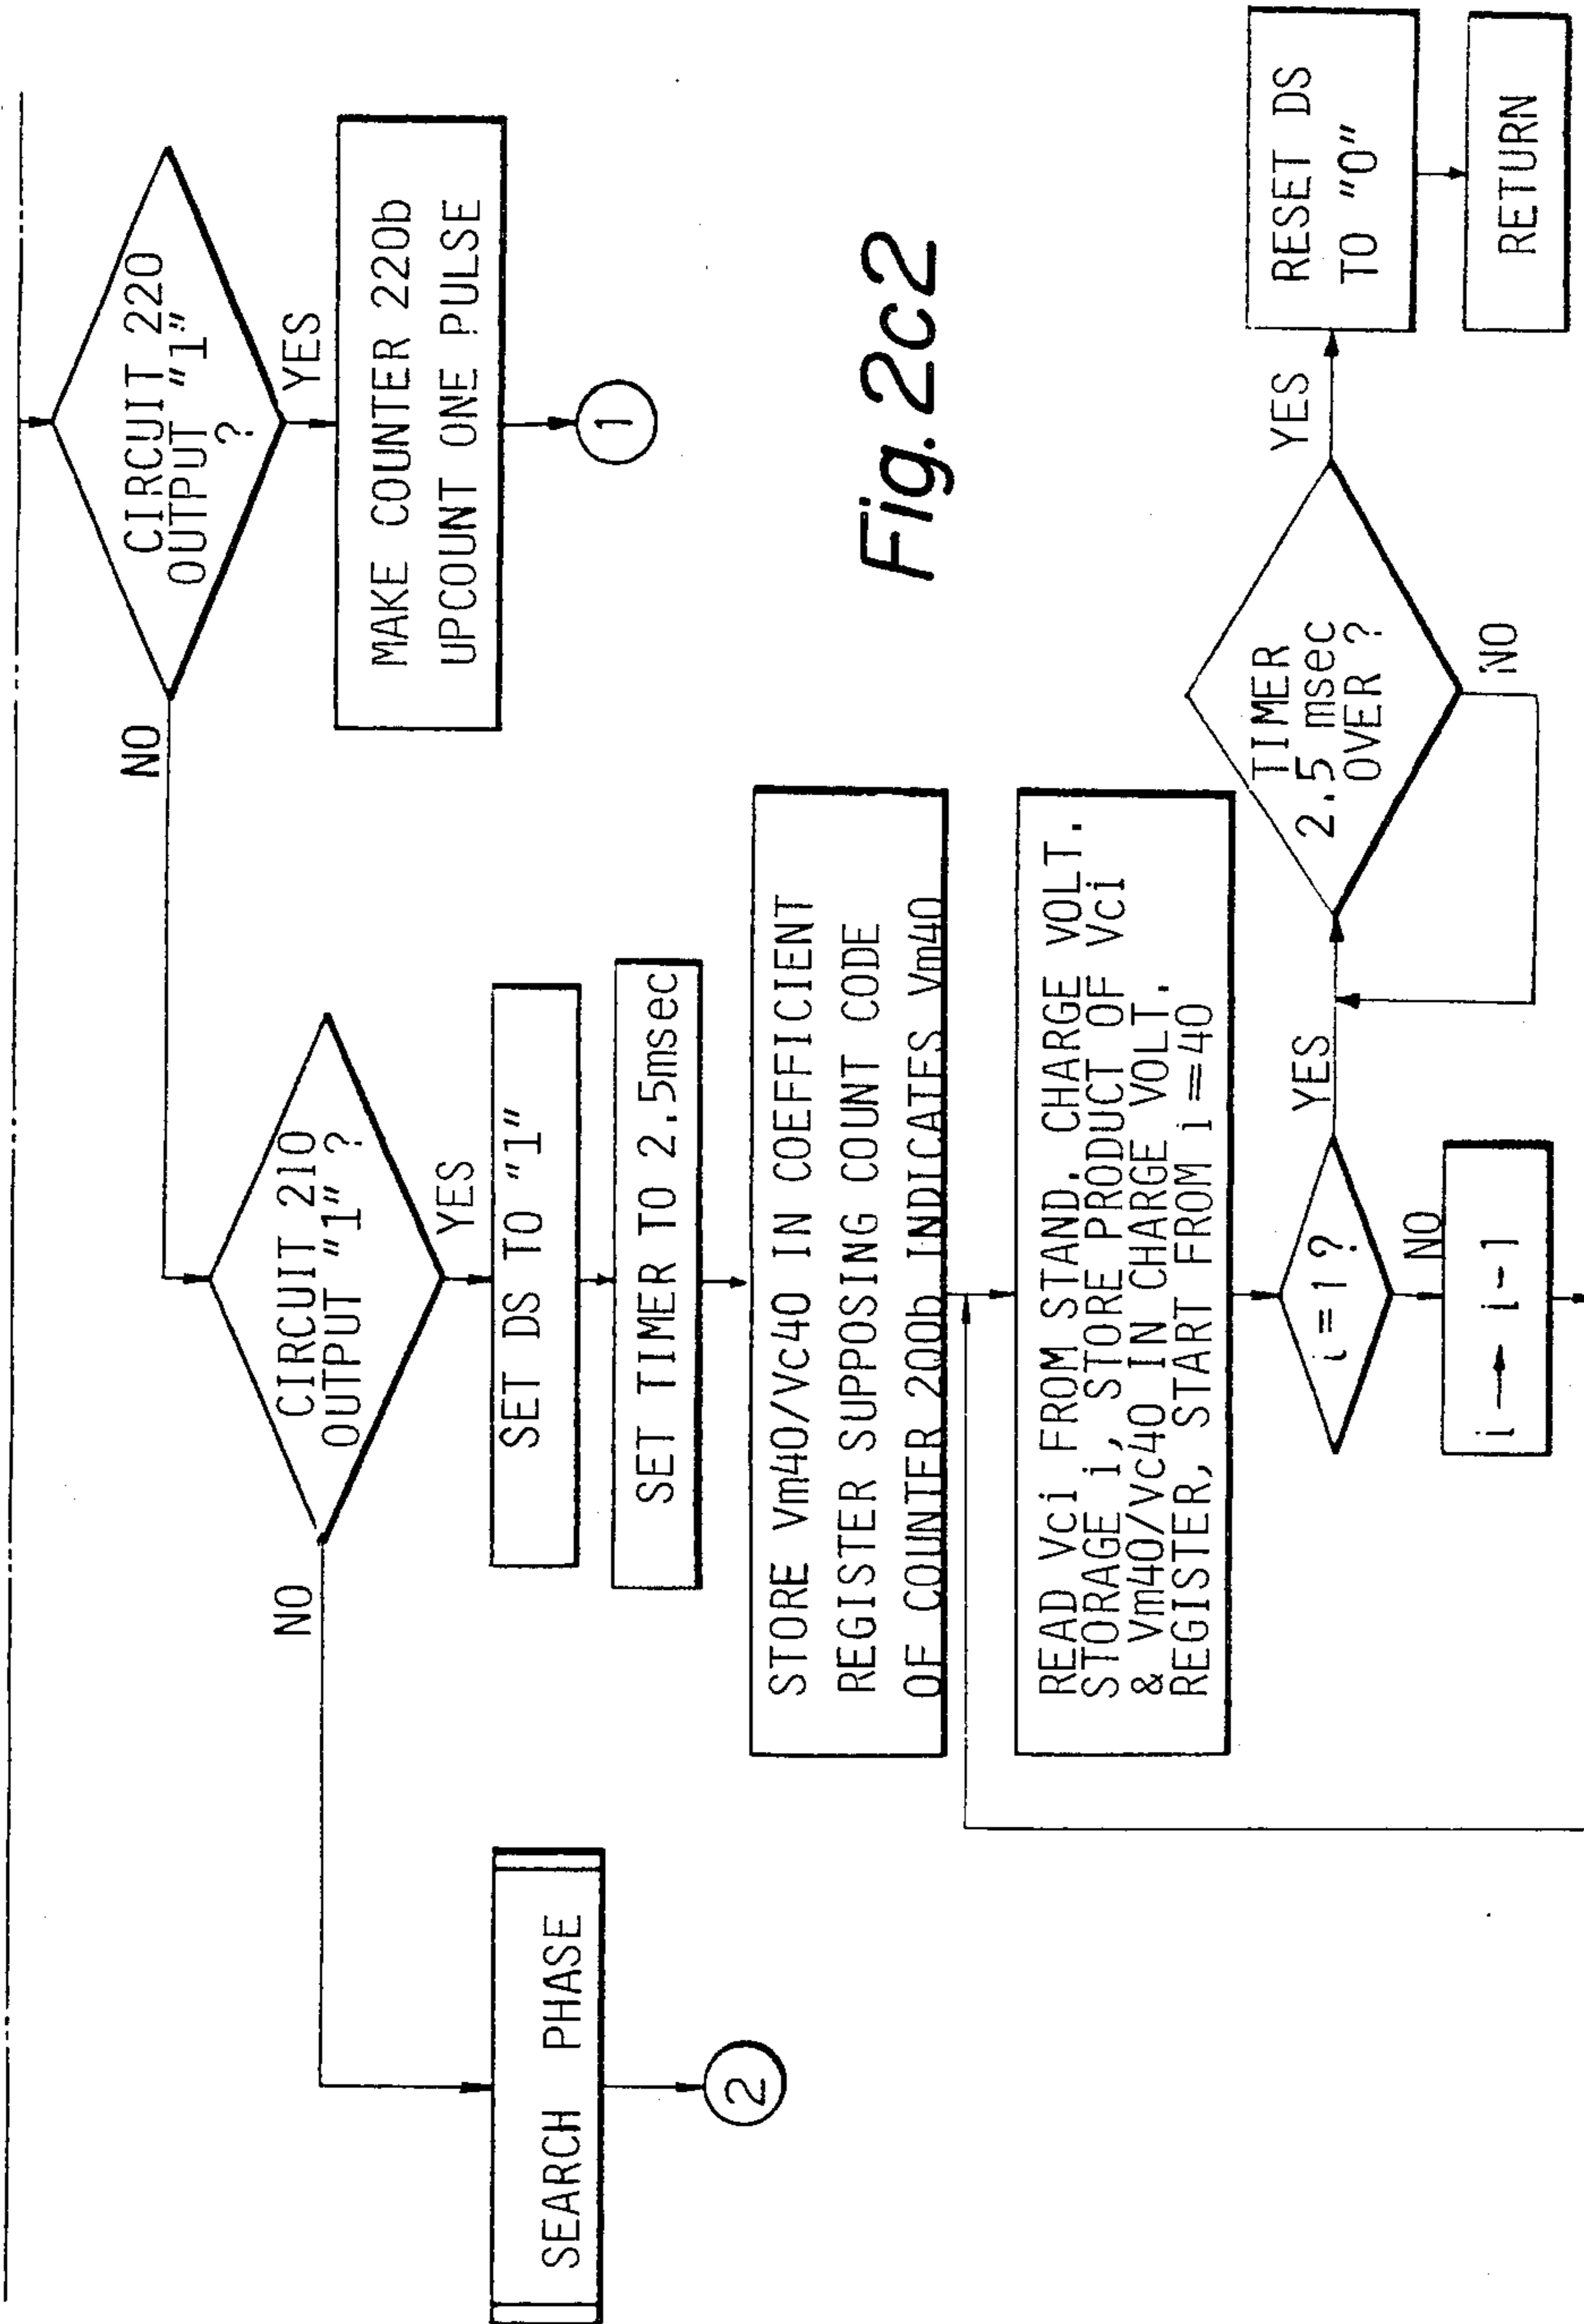 CIRCUIT 220
OUTPUT "1"
?
NO
YES
MAKE COUNTER 220b
UPCOUNT ONE PULSE
1
CIRCUIT 210
OUTPUT "1" ?
NO
YES
SEARCH PHASE
2
SET DS TO "1"
SET TIMER TO 2.5msec
STORE Vm40/Vc40 IN COEFFICIENT
REGISTER SUPPOSING COUNT CODE
OF COUNTER 200b INDICATES Vm40
READ Vci FROM STAND. CHARGE VOLT.
STORAGE i, STORE PRODUCT OF Vci
& Vm40/Vc40 IN CHARGE VOLT.
REGISTER, START FROM i=40
i=1?
YES
NO
i → i-1
TIMER
2.5 msec
OVER ?
YES
NO
RESET DS
TO "0"
RETURN
Fig. 2c2